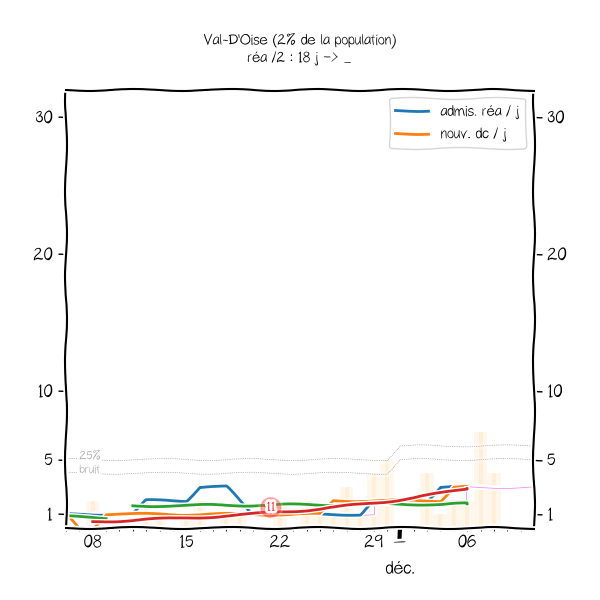 Val-D'Oise (2% de la population)
réa /2 : 18 j -> _
admis. réa / j
nouv. dc / j
30
30
20
20
10
10
5
5
25%
bruit
11
1
1
08
15
22
29
06
déc.